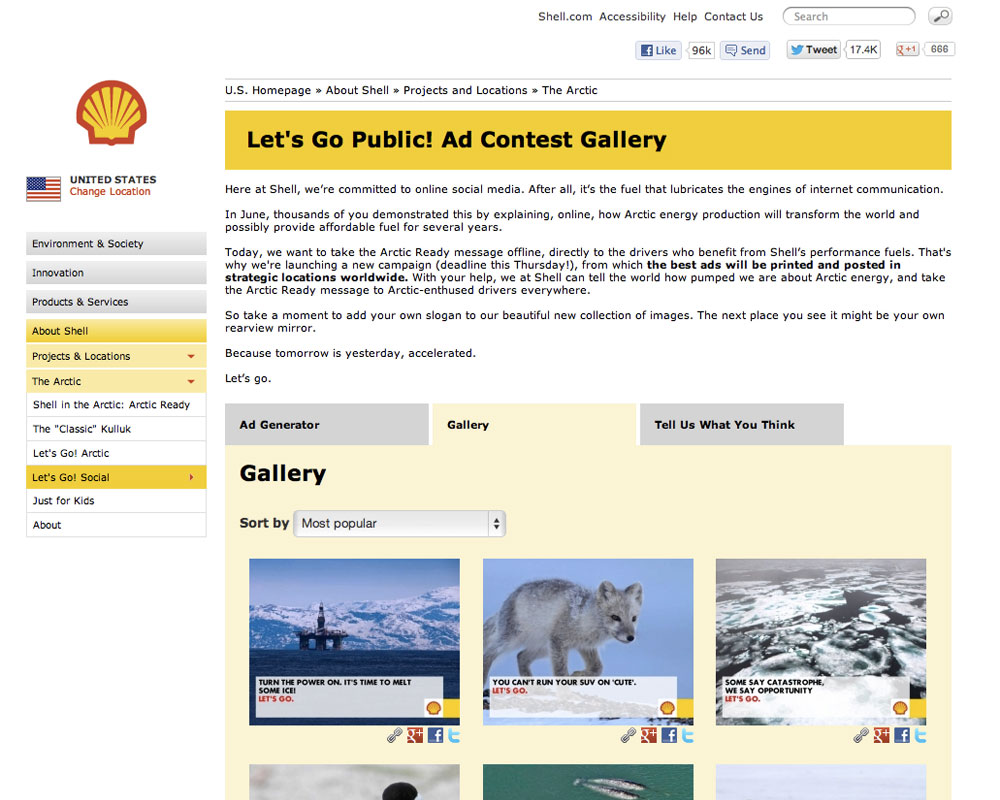 Shell.com Accessibility Help Contact Us
Search
Like 96k Send Tweet 17.4K +1 666
UNITED STATES
Change Location
Environment & Society
Innovation
Products & Services
About Shell
Projects & Locations
The Arctic
Shell in the Arctic: Arctic Ready
The "Classic" Kulluk
Let's Go! Arctic
Let's Go! Social
Just for Kids
About
U.S. Homepage » About Shell » Projects and Locations » The Arctic
Let's Go Public! Ad Contest Gallery
Here at Shell, we’re committed to online social media. After all, it’s the fuel that lubricates the engines of internet communication.
In June, thousands of you demonstrated this by explaining, online, how Arctic energy production will transform the world and
possibly provide affordable fuel for several years.
Today, we want to take the Arctic Ready message offline, directly to the drivers who benefit from Shell’s performance fuels. That's
why we're launching a new campaign (deadline this Thursday!), from which the best ads will be printed and posted in
strategic locations worldwide. With your help, we at Shell can tell the world how pumped we are about Arctic energy, and take
the Arctic Ready message to Arctic-enthused drivers everywhere.
So take a moment to add your own slogan to our beautiful new collection of images. The next place you see it might be your own
rearview mirror.
Because tomorrow is yesterday, accelerated.
Let’s go.
Ad Generator
Gallery
Tell Us What You Think
Gallery
Sort by Most popular
TURN THE POWER ON. IT'S TIME TO MELT
SOME ICE!
LET'S GO.
YOU CAN'T RUN YOUR SUV ON 'CUTE'.
LET'S GO.
SOME SAY CATASTROPHE,
WE SAY OPPORTUNITY
LET'S GO.